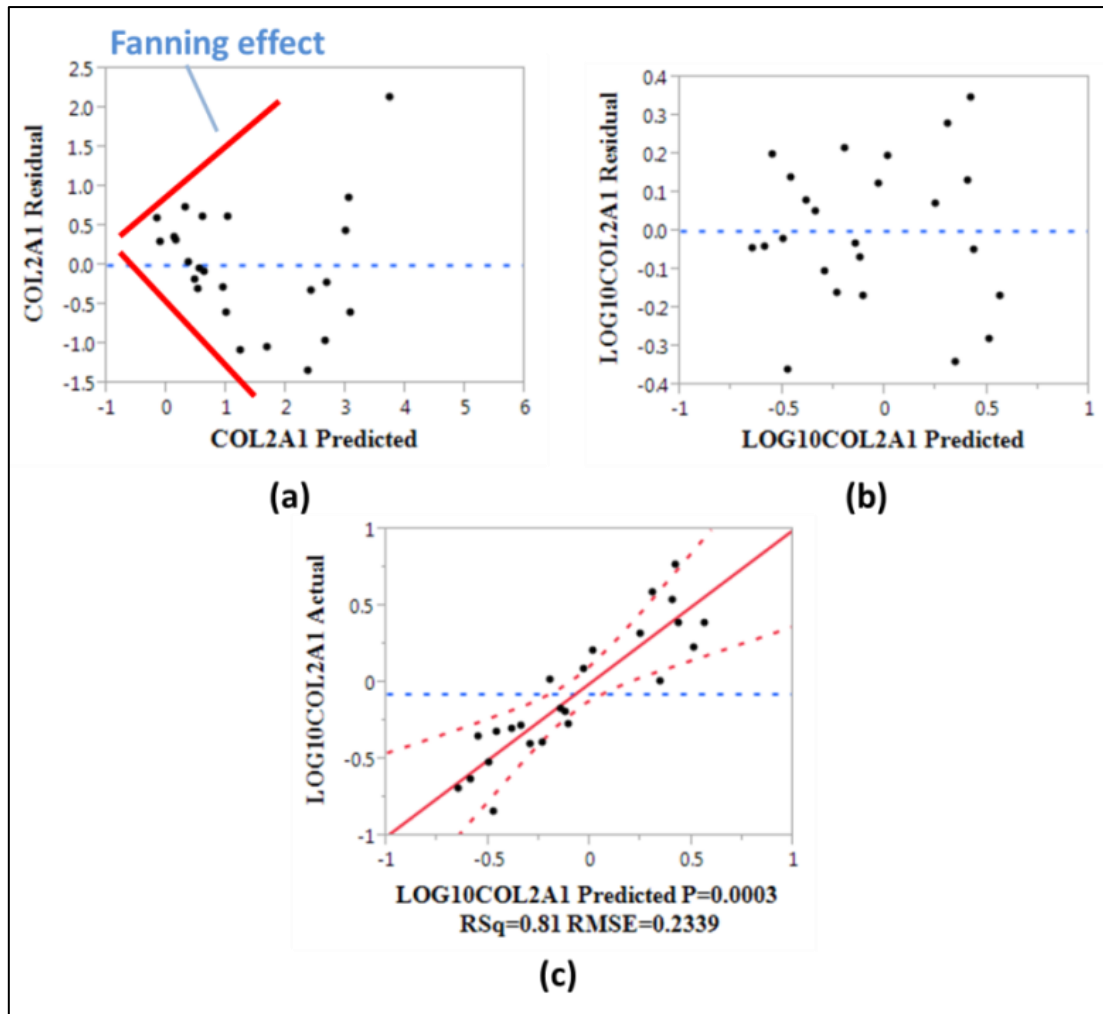 Fanning effect
COL2A1 Residual
2.5
2.0
1.5
1.0
0.5
0.0
-0.5
-1.0
-1.5
-1 0 1 2 3 4 5 6
COL2A1 Predicted
(a)
LOG10COL2A1 Residual
0.4
0.3
0.2
0.1
0.0
-0.1
-0.2
-0.3
-0.4
-1 -0.5 0 0.5 1
LOG10COL2A1 Predicted
(b)
LOG10COL2A1 Actual
1
0.5
0
-0.5
-1
-1 -0.5 0 0.5 1
LOG10COL2A1 Predicted P=0.0003
RSq=0.81 RMSE=0.2339
(c)